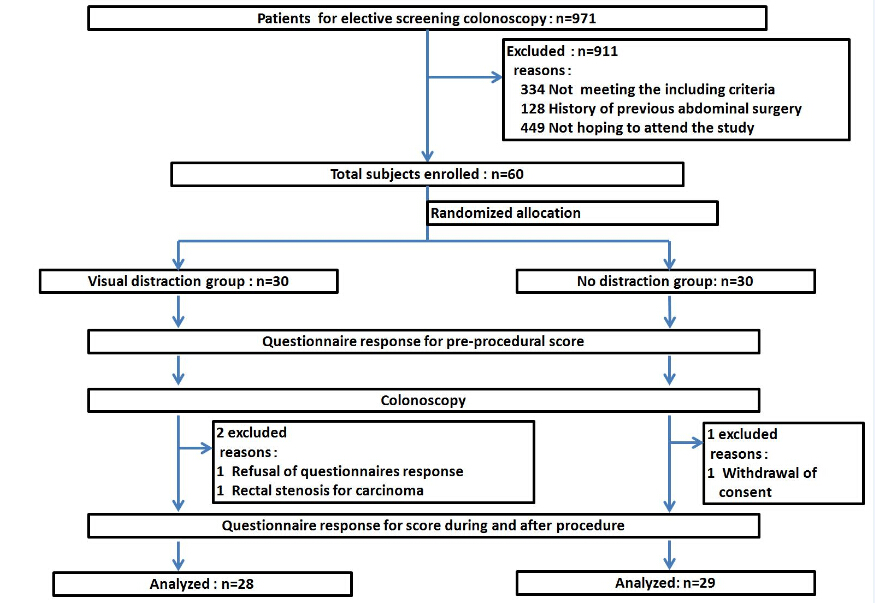 Patients for elective screening colonoscopy : n=971
Excluded : n=911
reasons :
334 Not meeting the including criteria
128 History of previous abdominal surgery
449 Not hoping to attend the study
Total subjects enrolled : n=60
Randomized allocation
Visual distraction group : n=30
No distraction group: n=30
Questionnaire response for pre-procedural score
Colonoscopy
2 excluded
reasons :
1 Refusal of questionnaires response
1 Rectal stenosis for carcinoma
1 excluded
reasons :
1 Withdrawal of
consent
Questionnaire response for score during and after procedure
Analyzed : n=28
Analyzed: n=29